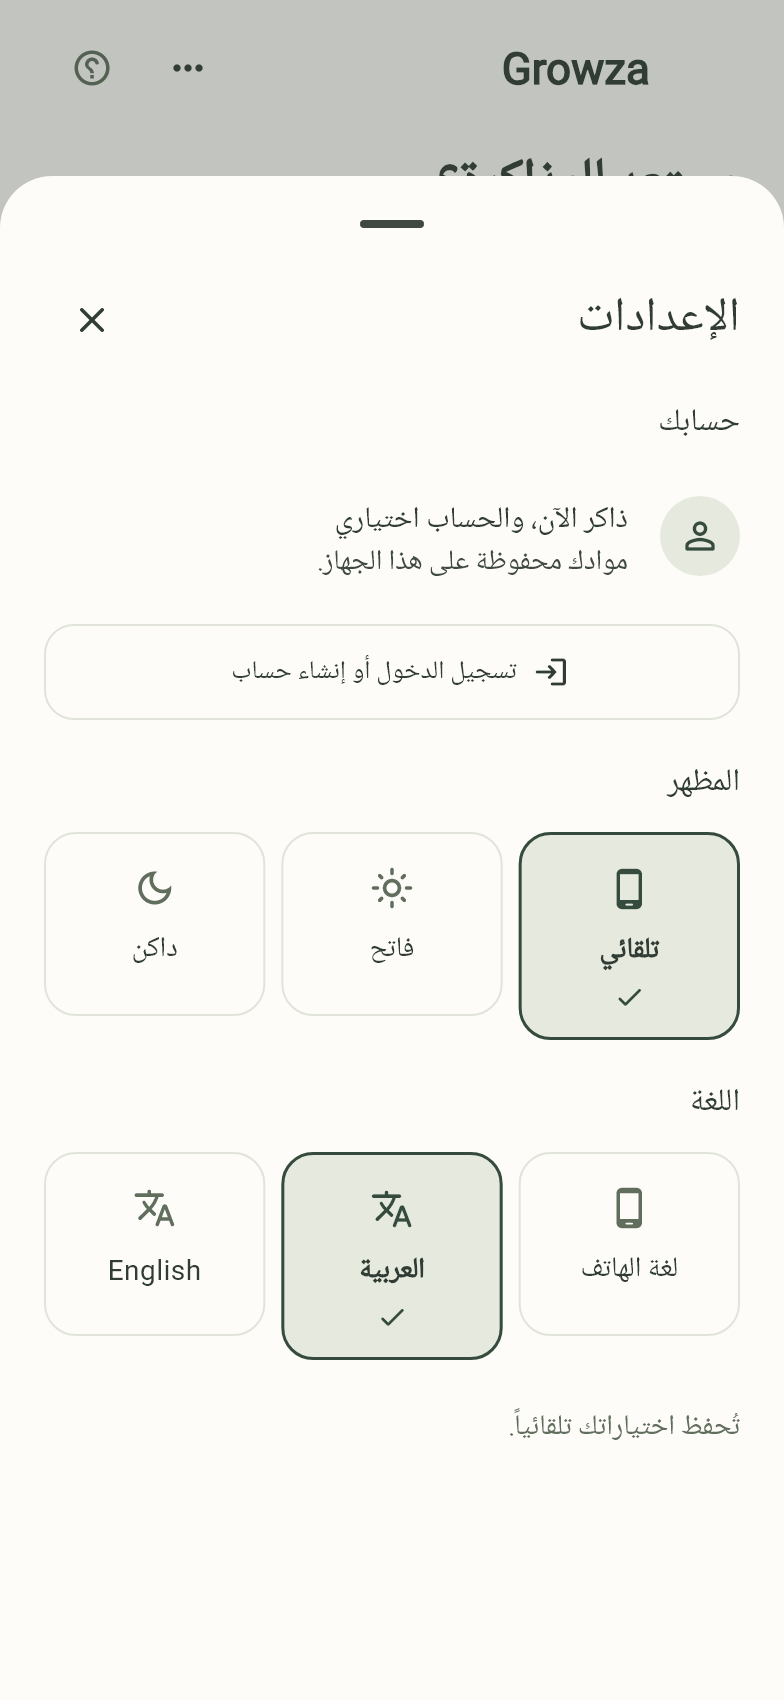 Growza
الإعدادات
حسابك
ذاكر الآن، والحساب اختياري
موادك محفوظة على هذا الجهاز.
تسجيل الدخول أو إنشاء حساب
المظهر
تلقائي
فاتح
داكن
اللغة
لغة الهاتف
العربية
English
تُحفظ اختياراتك تلقائياً.